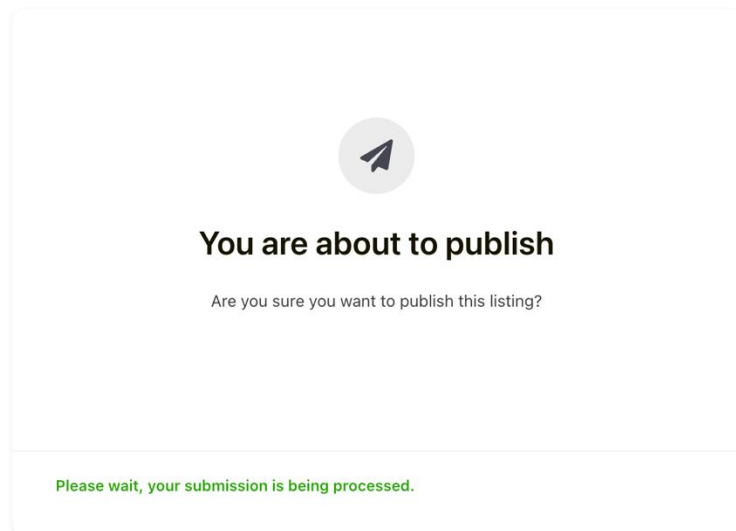 You are about to publish
Are you sure you want to publish this listing?
Please wait, your submission is being processed.